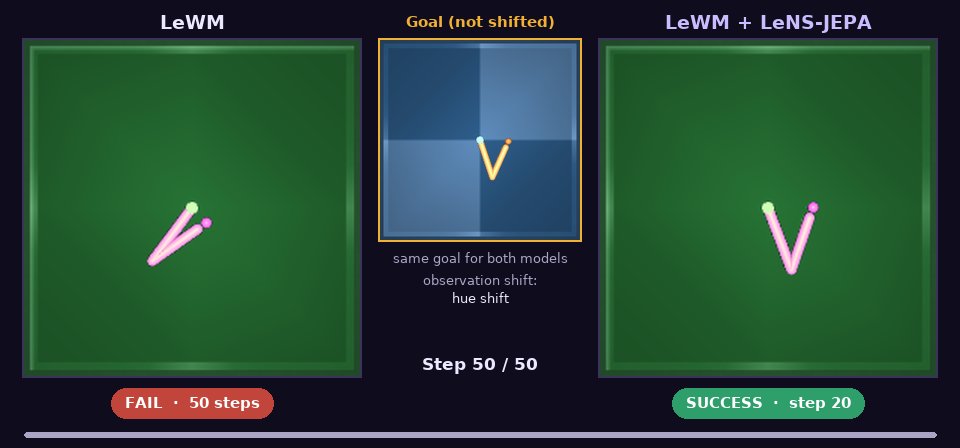 LeWM
Goal (not shifted)
LeWM + LeNS-JEPA
same goal for both models
observation shift:
hue shift
Step 50 / 50
FAIL · 50 steps
SUCCESS · step 20